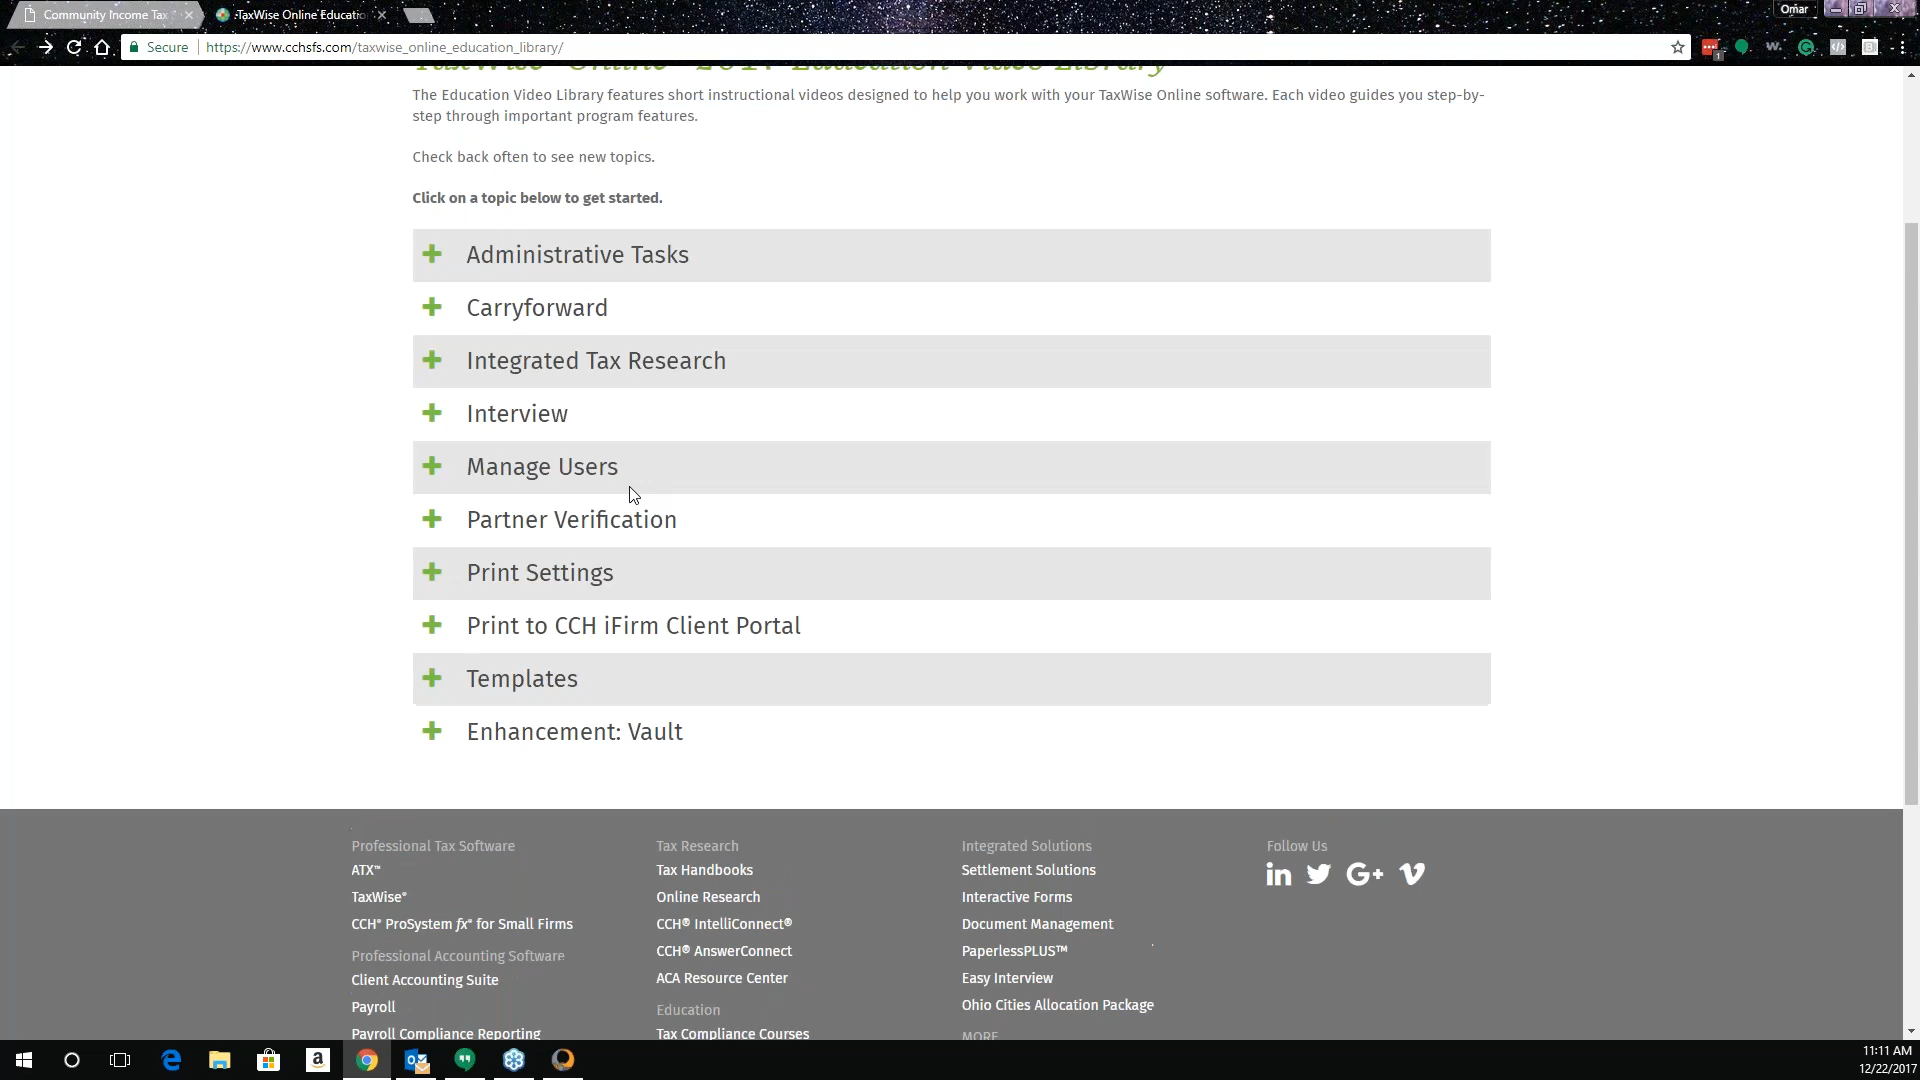 Community Income Tax
TaxWise Online Educatio
Omar
Secure
https://www.cchsfs.com/taxwise_online_education_library/
TaxWise Online 2017 Education Video Library
The Education Video Library features short instructional videos designed to help you work with your TaxWise Online software. Each video guides you step-by-
step through important program features.
Check back often to see new topics.
Click on a topic below to get started.
Administrative Tasks
Carryforward
Integrated Tax Research
Interview
Manage Users
Partner Verification
Print Settings
Print to CCH iFirm Client Portal
Templates
Enhancement: Vault
Professional Tax Software
ATX™
TaxWise®
CCH® ProSystem fx® for Small Firms
Professional Accounting Software
Client Accounting Suite
Payroll
Payroll Compliance Reporting
Tax Research
Tax Handbooks
Online Research
CCH® IntelliConnect®
CCH® AnswerConnect
ACA Resource Center
Education
Tax Compliance Courses
Integrated Solutions
Settlement Solutions
Interactive Forms
Document Management
PaperlessPLUS™
Easy Interview
Ohio Cities Allocation Package
MORE
Follow Us
11:11 AM
12/22/2017